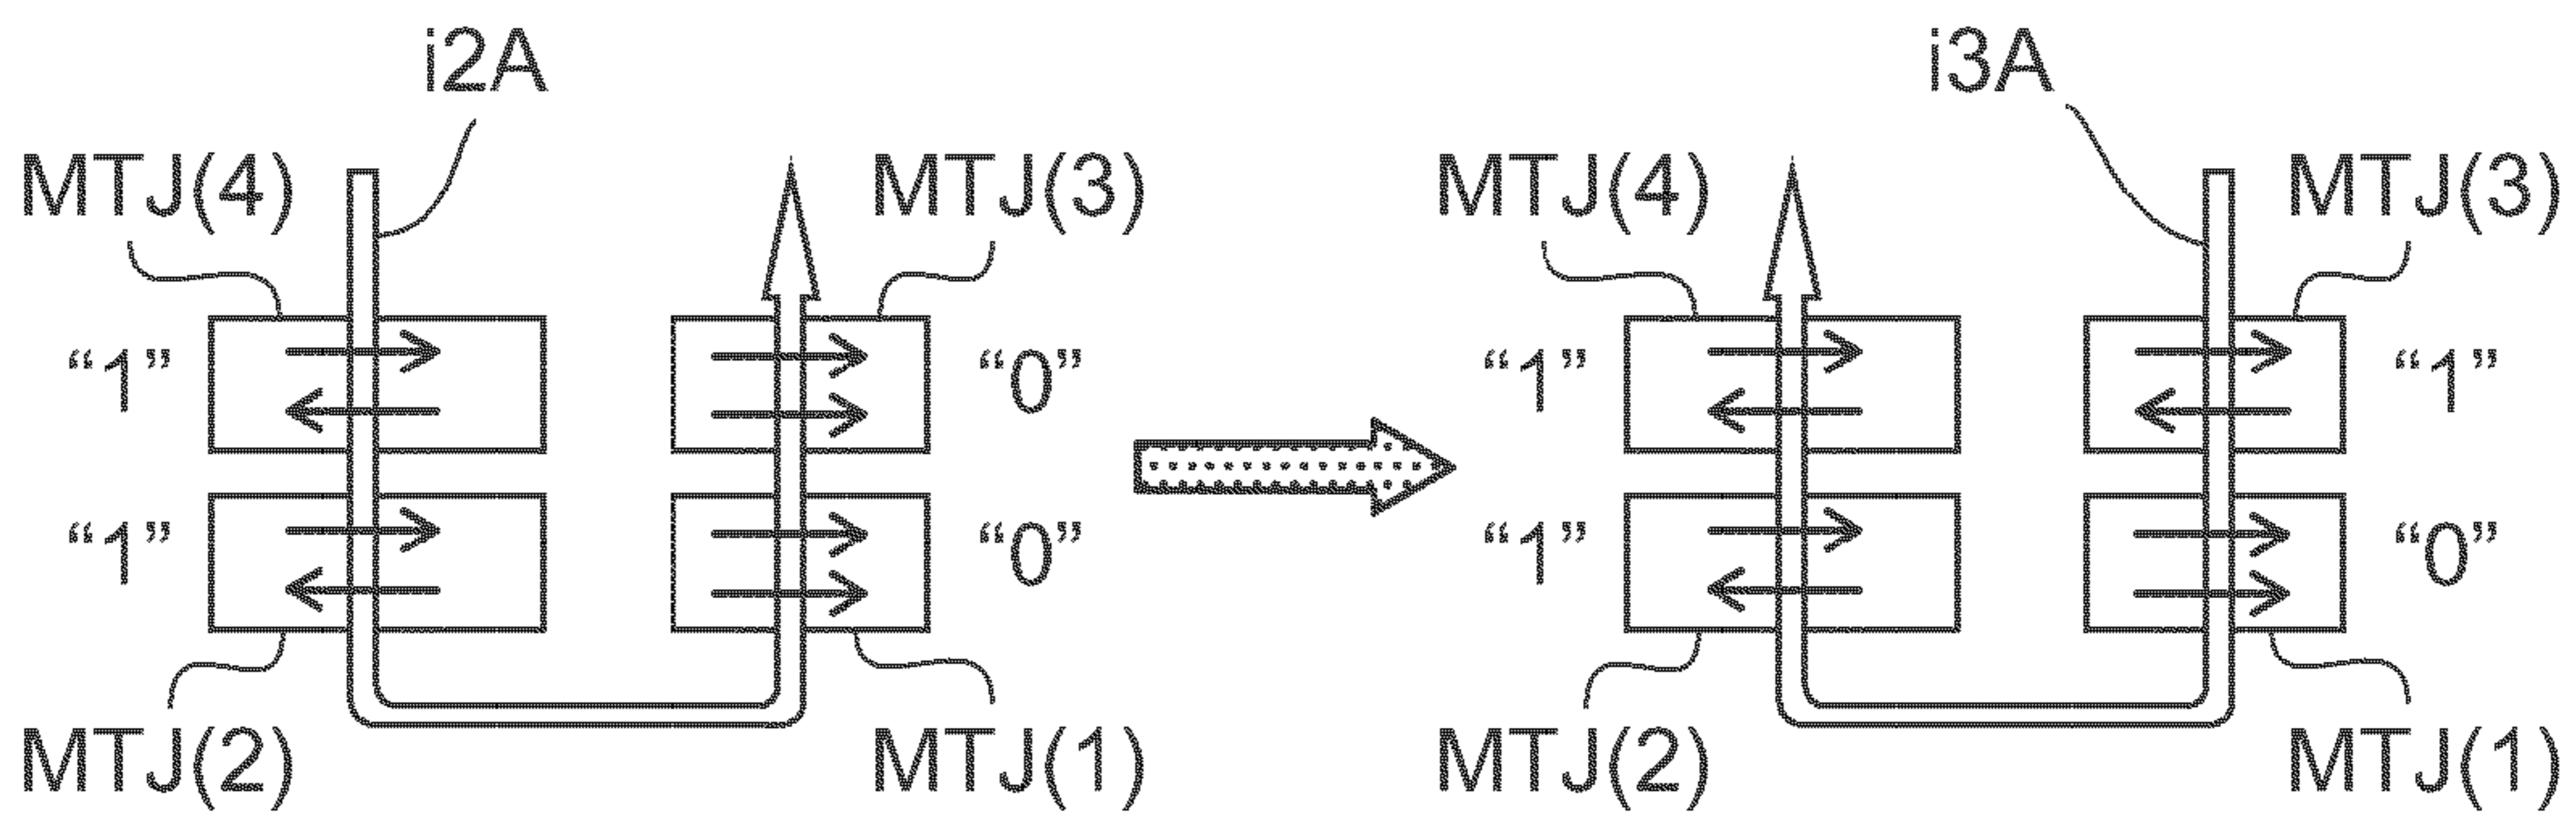 i2A
i3A
MTJ(4)
MTJ(3)
MTJ(4)
MTJ(3)
“1”
“0”
“1”
“1”
“1”
“0”
“1”
“0”
MTJ(2)
MTJ(1)
MTJ(2)
MTJ(1)